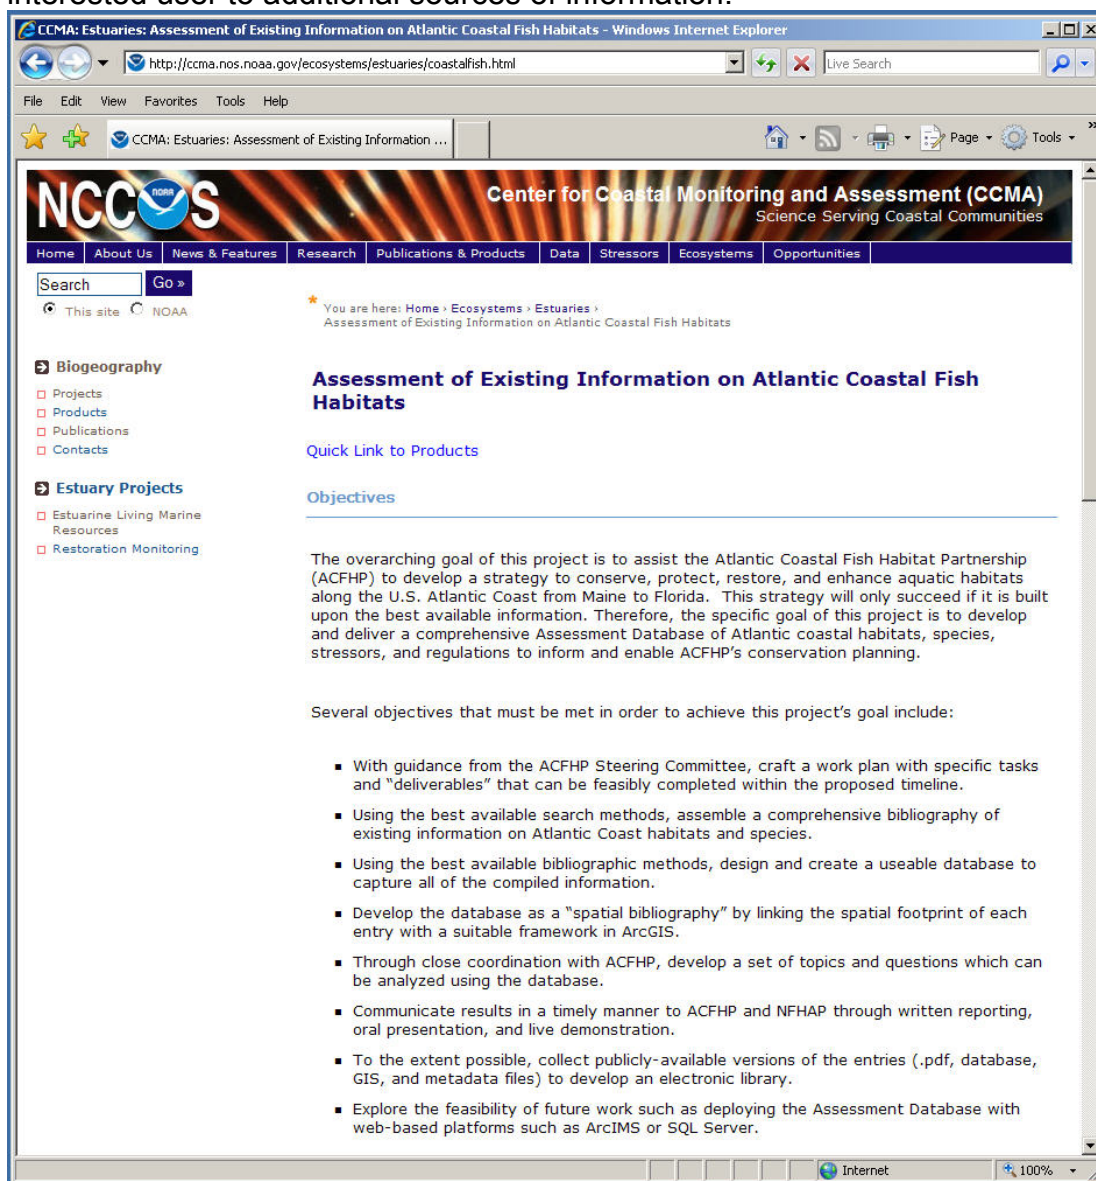 interested user to additional sources of information.
CCMA: Estuaries: Assessment of Existing Information on Atlantic Coastal Fish Habitats - Windows Internet Explorer
http://ccma.nos.noaa.gov/ecosystems/estuaries/coastalfish.html
Live Search
File Edit View Favorites Tools Help
CCMA: Estuaries: Assessment of Existing Information ...
Page Tools »
NCCOS
NOAA
Center for Coastal Monitoring and Assessment (CCMA)
Science Serving Coastal Communities
Home About Us News & Features Research Publications & Products Data Stressors Ecosystems Opportunities
Search Go »
This site NOAA
* You are here: Home › Ecosystems › Estuaries ›
Assessment of Existing Information on Atlantic Coastal Fish Habitats
Biogeography
Projects
Products
Publications
Contacts
Estuary Projects
Estuarine Living Marine
Resources
Restoration Monitoring
Assessment of Existing Information on Atlantic Coastal Fish
Habitats
Quick Link to Products
Objectives
The overarching goal of this project is to assist the Atlantic Coastal Fish Habitat Partnership
(ACFHP) to develop a strategy to conserve, protect, restore, and enhance aquatic habitats
along the U.S. Atlantic Coast from Maine to Florida. This strategy will only succeed if it is built
upon the best available information. Therefore, the specific goal of this project is to develop
and deliver a comprehensive Assessment Database of Atlantic coastal habitats, species,
stressors, and regulations to inform and enable ACFHP's conservation planning.
Several objectives that must be met in order to achieve this project's goal include:
▪ With guidance from the ACFHP Steering Committee, craft a work plan with specific tasks
and "deliverables" that can be feasibly completed within the proposed timeline.
▪ Using the best available search methods, assemble a comprehensive bibliography of
existing information on Atlantic Coast habitats and species.
▪ Using the best available bibliographic methods, design and create a useable database to
capture all of the compiled information.
▪ Develop the database as a "spatial bibliography" by linking the spatial footprint of each
entry with a suitable framework in ArcGIS.
▪ Through close coordination with ACFHP, develop a set of topics and questions which can
be analyzed using the database.
▪ Communicate results in a timely manner to ACFHP and NFHAP through written reporting,
oral presentation, and live demonstration.
▪ To the extent possible, collect publicly-available versions of the entries (.pdf, database,
GIS, and metadata files) to develop an electronic library.
▪ Explore the feasibility of future work such as deploying the Assessment Database with
web-based platforms such as ArcIMS or SQL Server.
Internet 100%